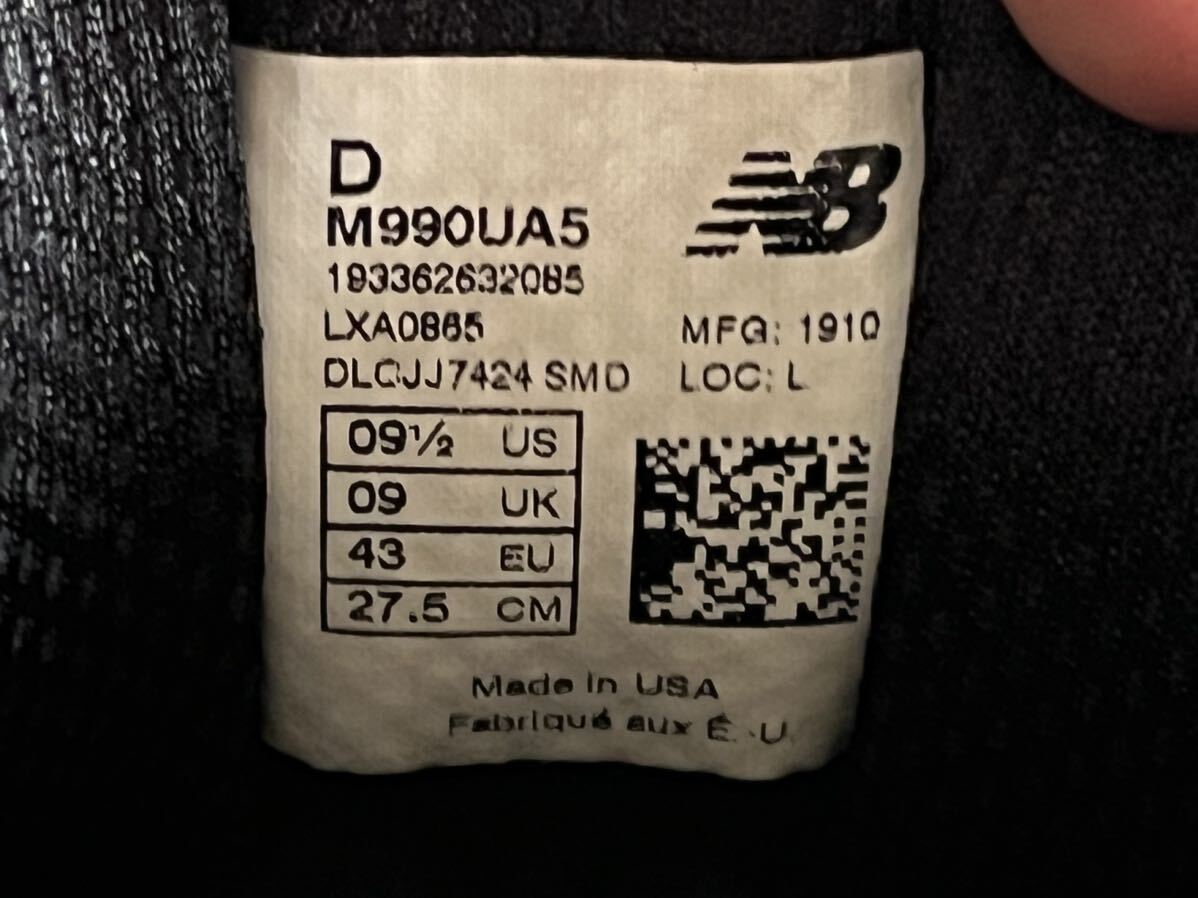 D
M990UA5
NB
193362632085
LXA0865
MFG: 1910
DLQJJ7424 SMD
LOC: L
09½ US
09 UK
43 EU
27.5 CM
Made in USA
Fabriqué aux É.-U.